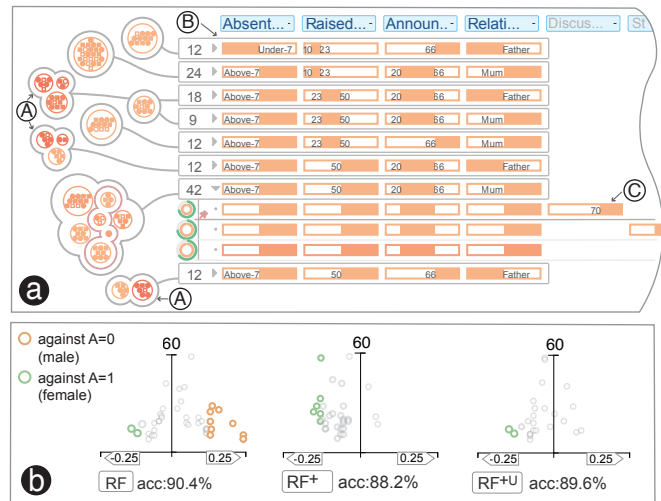 B Absent... - Raised... - Announ.. - Relati... - Discus... - St
12 Under-7 10 23 66 Father
24 Above-7 10 23 20 66 Mum
A
18 Above-7 23 50 20 66 Father
9 Above-7 23 50 20 66 Mum
12 Above-7 23 50 66 Mum
12 Above-7 50 20 66 Father
42 Above-7 50 20 66 Mum
C
70
12 Above-7 50 66 Father
A
a
against A=0
(male)
against A=1
(female)
60 60 60
-0.25 0.25 -0.25 0.25 -0.25 0.25
b RF acc:90.4% RF+ acc:88.2% RF+U acc:89.6%